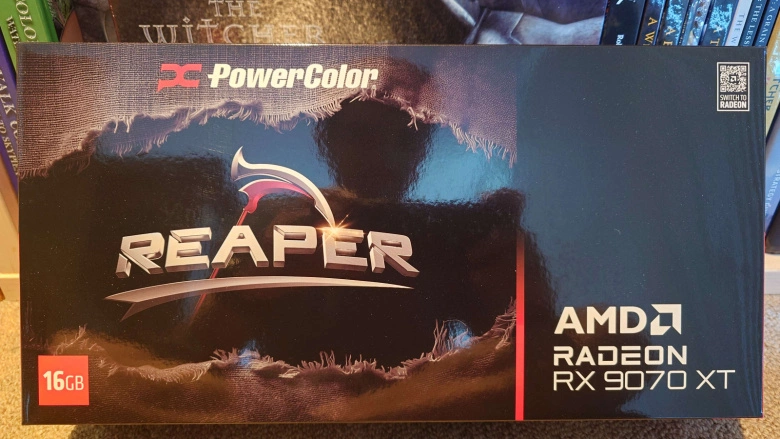 THE
WITCHER
PowerColor
SWITCH TO
RADEON
REAPER
AMD
RADEON
RX 9070 XT
16GB